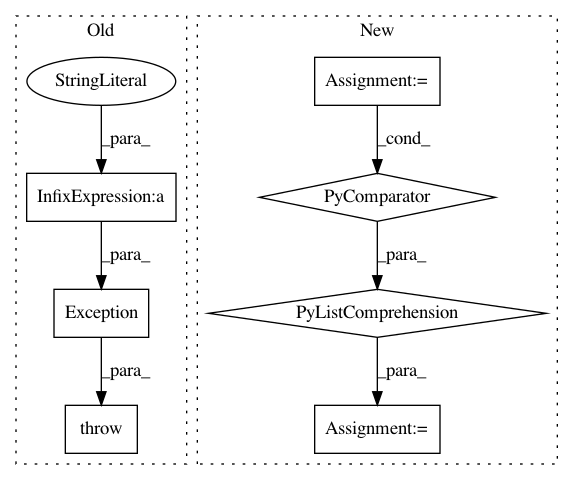 Old
New
StringLiteral
Assignment:=
_para_
_cond_
InfixExpression:a
PyComparator
_para_
_para_
Exception
PyListComprehension
_para_
_para_
throw
Assignment:=